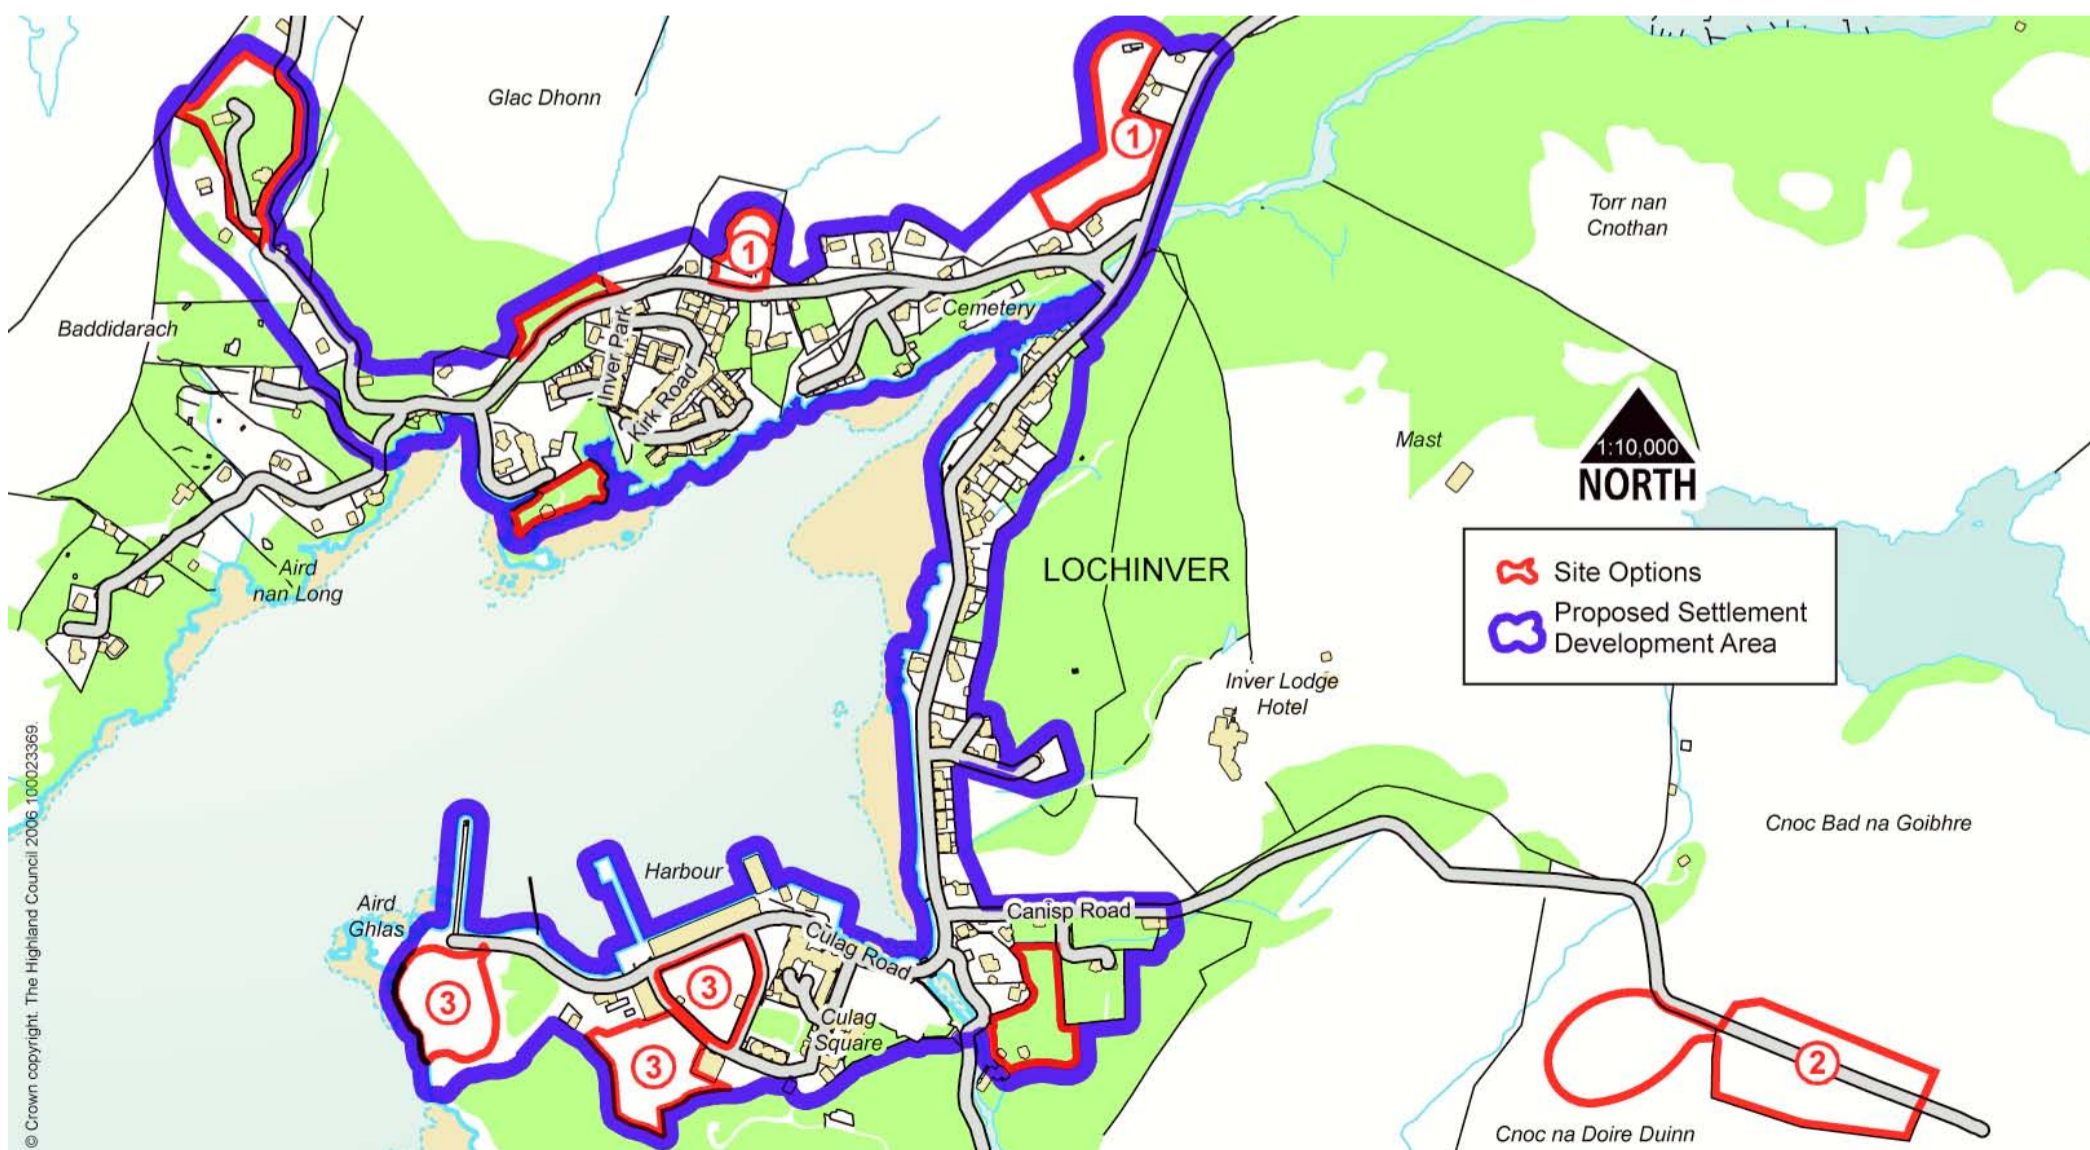 Glac Dhonn
1
1
Torr nan
Cnothan
Baddidarach
Cemetery
Inver Park
Kirk Road
Mast
1:10,000
NORTH
Aird
nan Long
LOCHINVER
Site Options
Proposed Settlement
Development Area
Inver Lodge
Hotel
Cnoc Bad na Goibhre
Harbour
Aird
Ghlas
Canisp Road
Culag Road
3
3
Culag
Square
3
2
Cnoc na Doire Duinn
© Crown copyright. The Highland Council 2006 100023369.